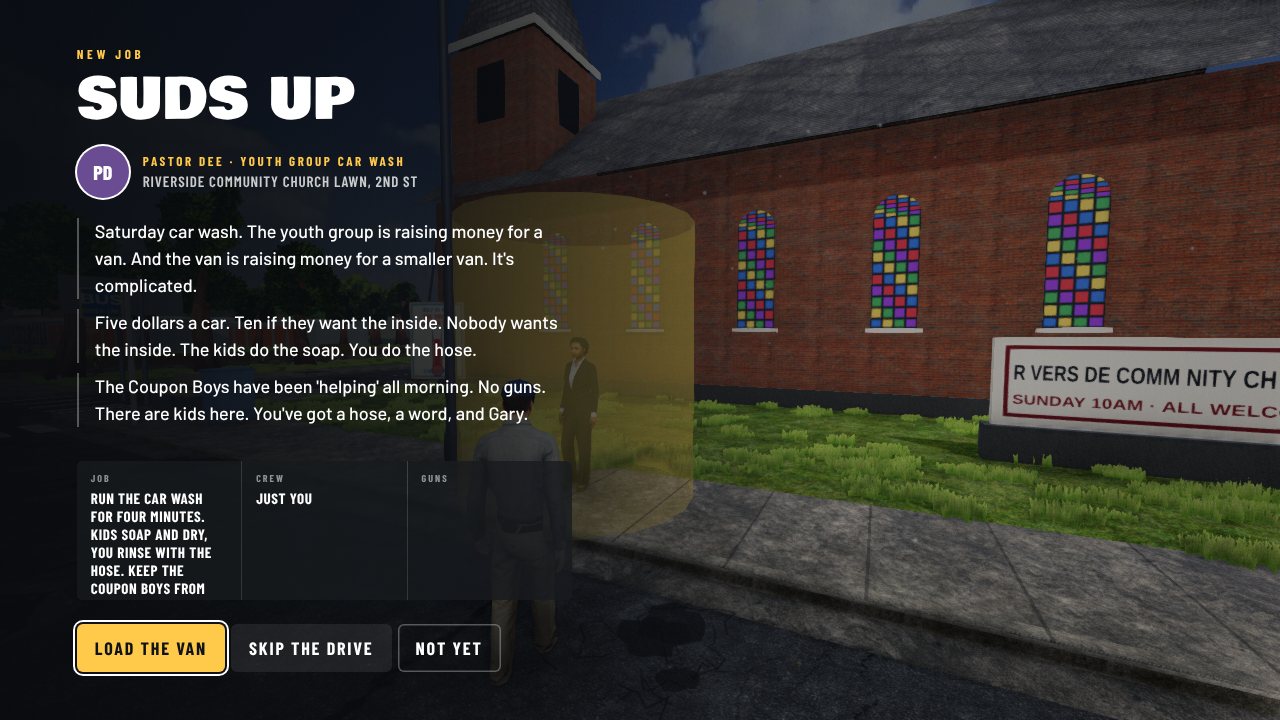 NEW JOB
SUDS UP
PD
PASTOR DEE · YOUTH GROUP CAR WASH
RIVERSIDE COMMUNITY CHURCH LAWN, 2ND ST
Saturday car wash. The youth group is raising money for a
van. And the van is raising money for a smaller van. It's
complicated.
Five dollars a car. Ten if they want the inside. Nobody wants
the inside. The kids do the soap. You do the hose.
The Coupon Boys have been 'helping' all morning. No guns.
There are kids here. You've got a hose, a word, and Gary.
BUS
JOB
RUN THE CAR WASH
FOR FOUR MINUTES.
KIDS SOAP AND DRY,
YOU RINSE WITH THE
HOSE. KEEP THE
COUPON BOYS FROM
CREW
JUST YOU
GUNS
LOAD THE VAN
SKIP THE DRIVE
NOT YET
R VERS DE COMM NITY CH
SUNDAY 10AM · ALL WELC